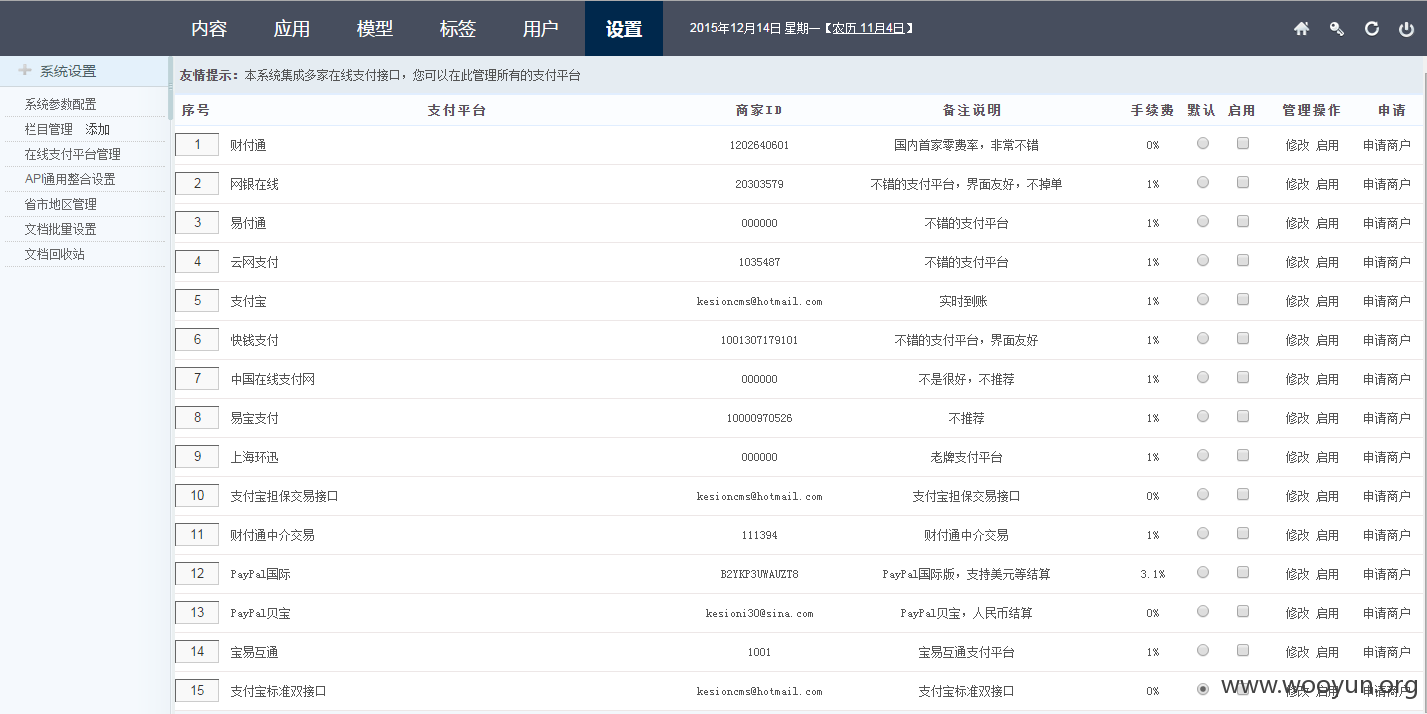 内容 应用 模型 标签 用户 设置 2015年12月14日 星期一【农历 11月4日】
系统设置
系统参数配置
栏目管理 添加
在线支付平台管理
API通用整合设置
省市地区管理
文档批量设置
文档回收站
友情提示：本系统集成多家在线支付接口，您可以在此管理所有的支付平台
序号 支付平台 商家ID 备注说明 手续费 默认 启用 管理操作 申请
1 财付通 1202640601 国内首家零费率，非常不错 0% 修改 启用 申请商户
2 网银在线 20303579 不错的支付平台，界面友好，不掉单 1% 修改 启用 申请商户
3 易付通 000000 不错的支付平台 1% 修改 启用 申请商户
4 云网支付 1035487 不错的支付平台 1% 修改 启用 申请商户
5 支付宝 kesioncms@hotmail.com 实时到账 1% 修改 启用 申请商户
6 快钱支付 1001307179101 不错的支付平台，界面友好 1% 修改 启用 申请商户
7 中国在线支付网 000000 不是很好，不推荐 1% 修改 启用 申请商户
8 易宝支付 10000970526 不推荐 1% 修改 启用 申请商户
9 上海环迅 000000 老牌支付平台 1% 修改 启用 申请商户
10 支付宝担保交易接口 kesioncms@hotmail.com 支付宝担保交易接口 0% 修改 启用 申请商户
11 财付通中介交易 111394 财付通中介交易 1% 修改 启用 申请商户
12 PayPal国际 B2YKP3UWAUZT8 PayPal国际版，支持美元等结算 3.1% 修改 启用 申请商户
13 PayPal贝宝 kesioni30@sina.com PayPal贝宝，人民币结算 0% 修改 启用 申请商户
14 宝易互通 1001 宝易互通支付平台 1% 修改 启用 申请商户
15 支付宝标准双接口 kesioncms@hotmail.com 支付宝标准双接口 0% 修改 启用 申请商户
www.wooyun.org